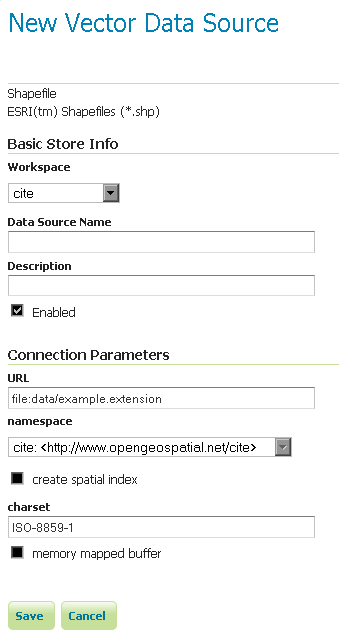 New Vector Data Source
Shapefile
ESRI(tm) Shapefiles (*.shp)
Basic Store Info
Workspace
cite
Data Source Name
Description
Enabled
Connection Parameters
URL
file:data/example.extension
namespace
cite: <http://www.opengeospatial.net/cite>
create spatial index
charset
ISO-8859-1
memory mapped buffer
Save Cancel